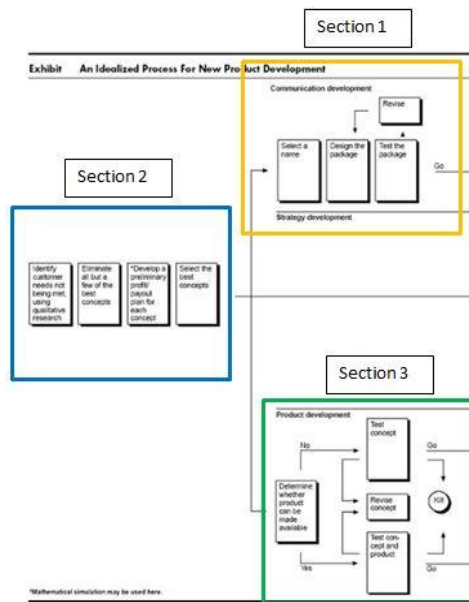 Section 1
Exhibit An Idealized Process For New Product Development
Communication development
Revise
Select a
name
Design the
package
Test the
package
Go
Strategy development
Section 2
Identify
customer
needs not
being met,
using
qualitative
research
Eliminate
all but a
few of the
best
concepts
*Develop a
preliminary
profit/
payout
plan for
each
concept
Select the
best
concepts
Section 3
Product development
No
Test
concept
Go
Determine
whether
product
can be
made
available
Revise
concept
Kill
Yes
Test con-
cept and
product
Go
*Mathematical simulation may be used here.